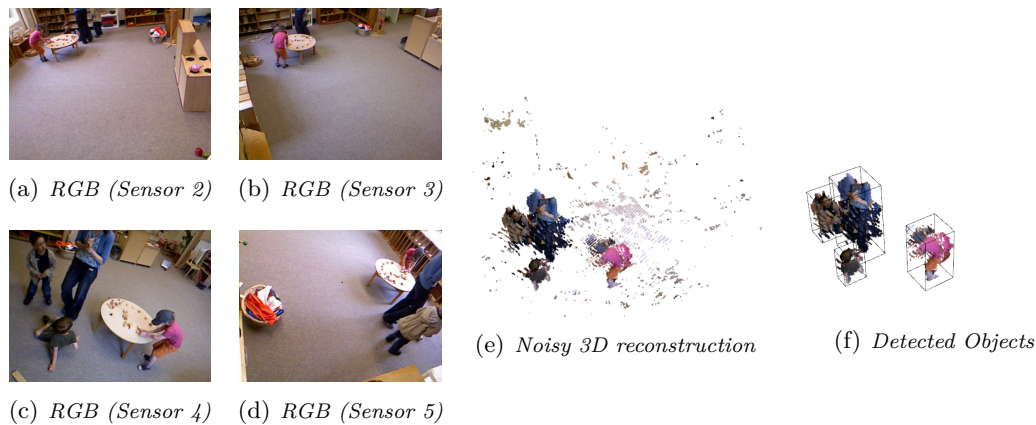 (a) RGB (Sensor 2)
(b) RGB (Sensor 3)
(c) RGB (Sensor 4)
(d) RGB (Sensor 5)
(e) Noisy 3D reconstruction
(f) Detected Objects